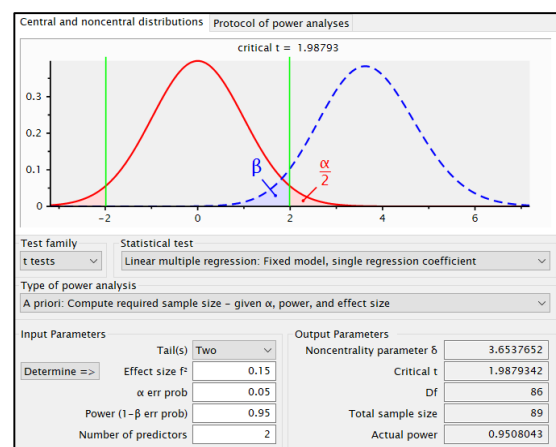 Central and noncentral distributions Protocol of power analyses
critical t = 1.98793
0.3
0.2
0.1
0
β
α
2
-2 0 2 4 6
Test family Statistical test
t tests Linear multiple regression: Fixed model, single regression coefficient
Type of power analysis
A priori: Compute required sample size - given α, power, and effect size
Input Parameters Output Parameters
Tail(s) Two Noncentrality parameter δ 3.6537652
Determine => Effect size f² 0.15 Critical t 1.9879342
α err prob 0.05 Df 86
Power (1-β err prob) 0.95 Total sample size 89
Number of predictors 2 Actual power 0.9508043